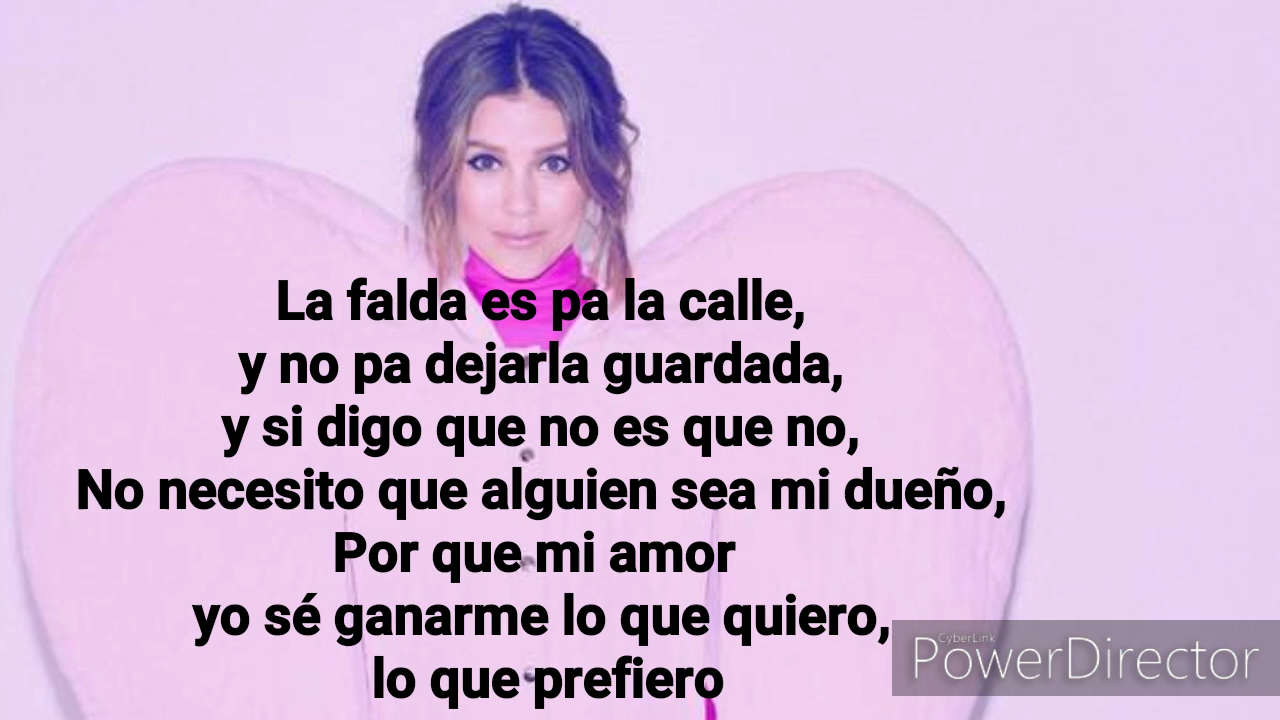 La falda es pa la calle,
y no pa dejarla guardada,
y si digo que no es que no,
No necesito que alguien sea mi dueño,
Por que mi amor
yo sé ganarme lo que quiero,
lo que prefiero
CyberLink
PowerDirector